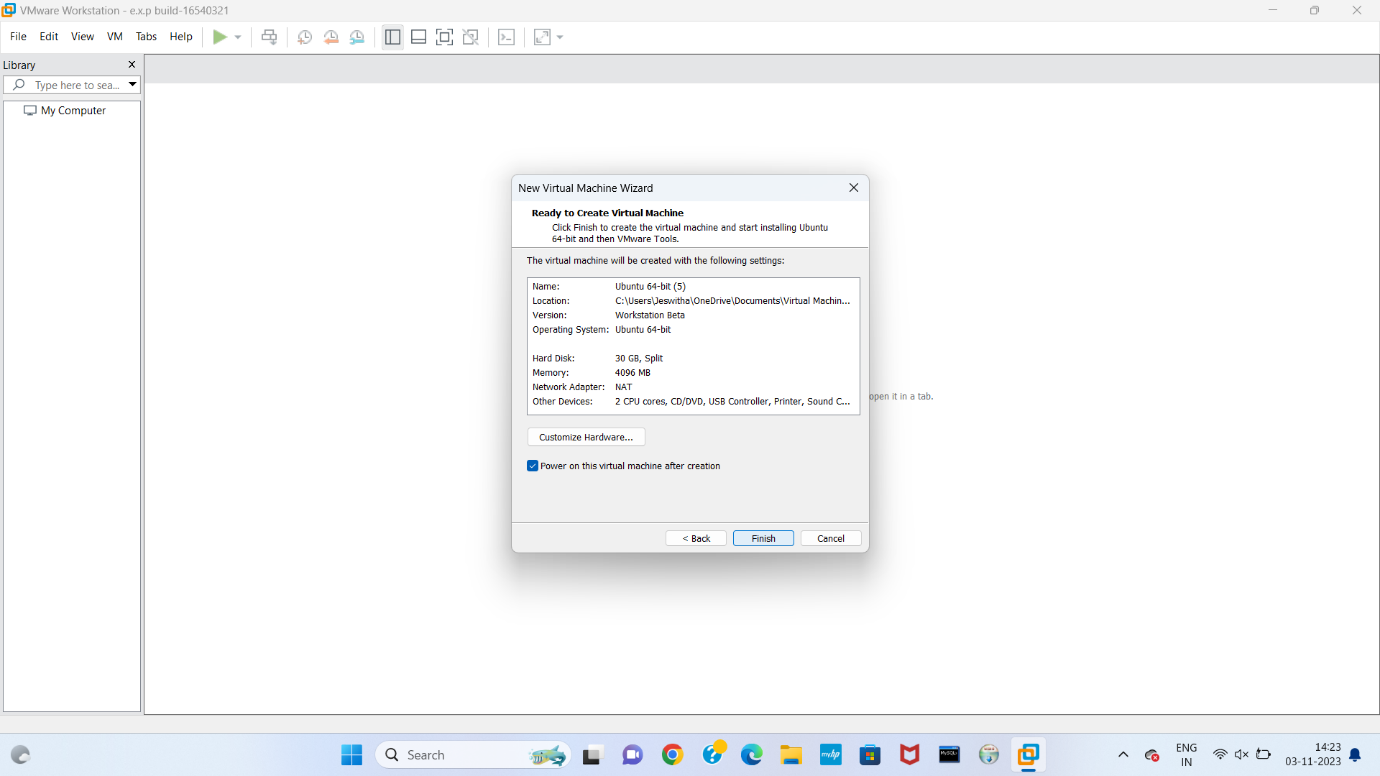 VMware Workstation - e.x.p build-16540321
File Edit View VM Tabs Help
Library
Type here to sea...
My Computer
New Virtual Machine Wizard
Ready to Create Virtual Machine
Click Finish to create the virtual machine and start installing Ubuntu
64-bit and then VMware Tools.
The virtual machine will be created with the following settings:
Name: Ubuntu 64-bit (5)
Location: C:\Users\Jeswitha\OneDrive\Documents\Virtual Machin...
Version: Workstation Beta
Operating System: Ubuntu 64-bit
Hard Disk: 30 GB, Split
Memory: 4096 MB
Network Adapter: NAT
Other Devices: 2 CPU cores, CD/DVD, USB Controller, Printer, Sound C...
open it in a tab.
Customize Hardware...
Power on this virtual machine after creation
< Back Finish Cancel
Search
myhp
MySQL
ENG
IN
14:23
03-11-2023